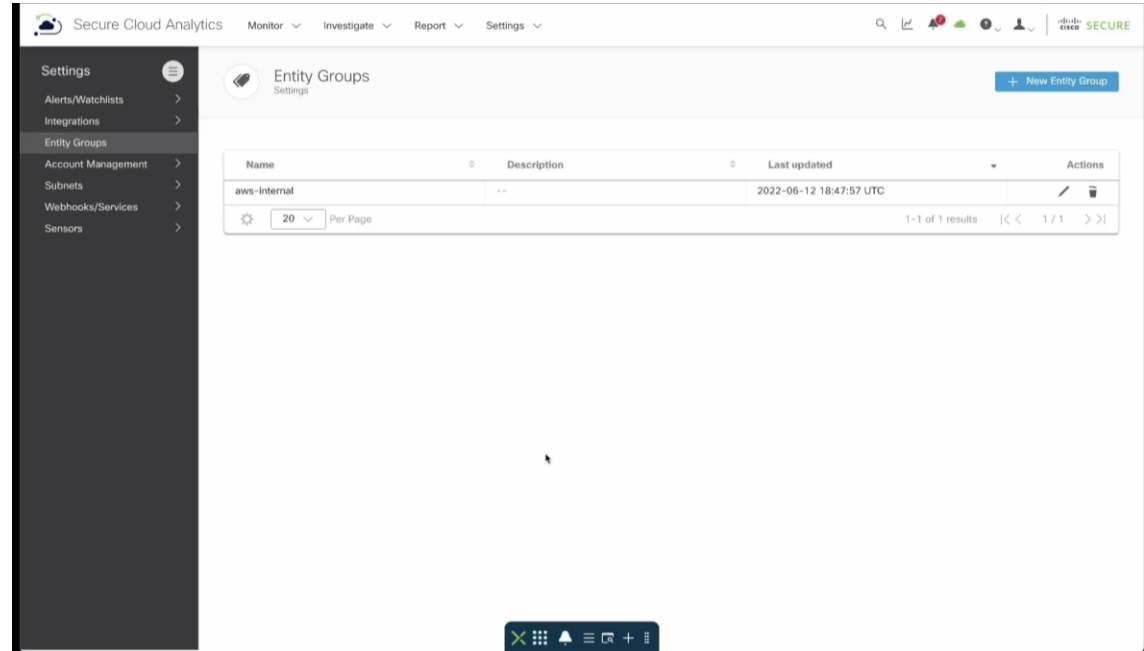 Secure Cloud Analytics Monitor Investigate Report Settings CISCO SECURE
Settings
Alerts/Watchlists
Integrations
Entity Groups
Account Management
Subnets
Webhooks/Services
Sensors
Entity Groups
Settings
+ New Entity Group
Name Description Last updated Actions
aws-internal -- 2022-06-12 18:47:57 UTC
20 Per Page 1-1 of 1 results 1 / 1